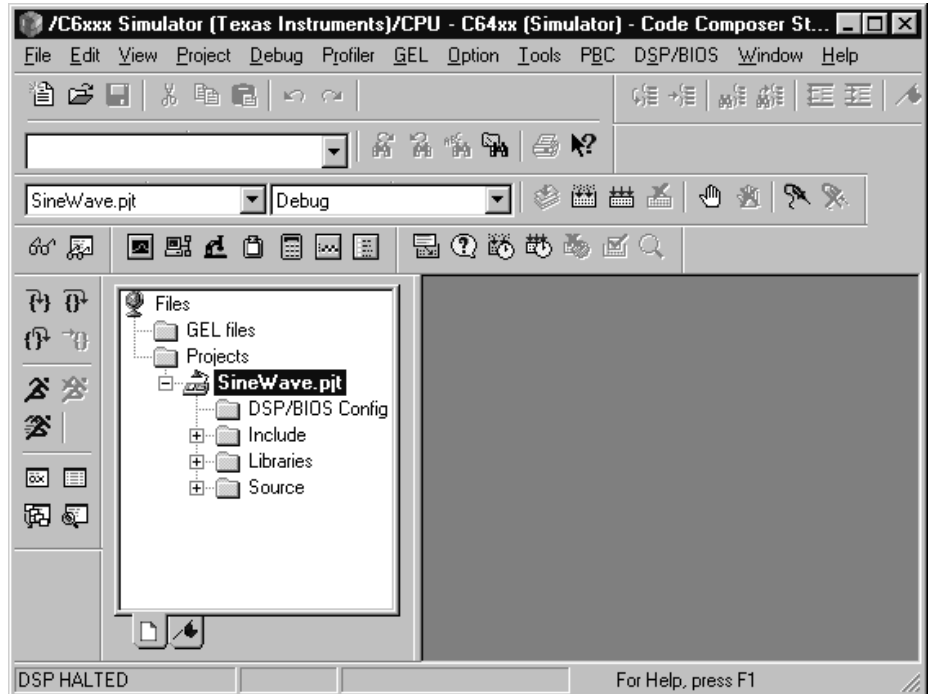 /C6xxx Simulator (Texas Instruments)/CPU - C64xx (Simulator) - Code Composer St...
File Edit View Project Debug Profiler GEL Option Tools PBC DSP/BIOS Window Help
SineWave.pjt Debug
Files
GEL files
Projects
SineWave.pjt
DSP/BIOS Config
Include
Libraries
Source
DSP HALTED For Help, press F1